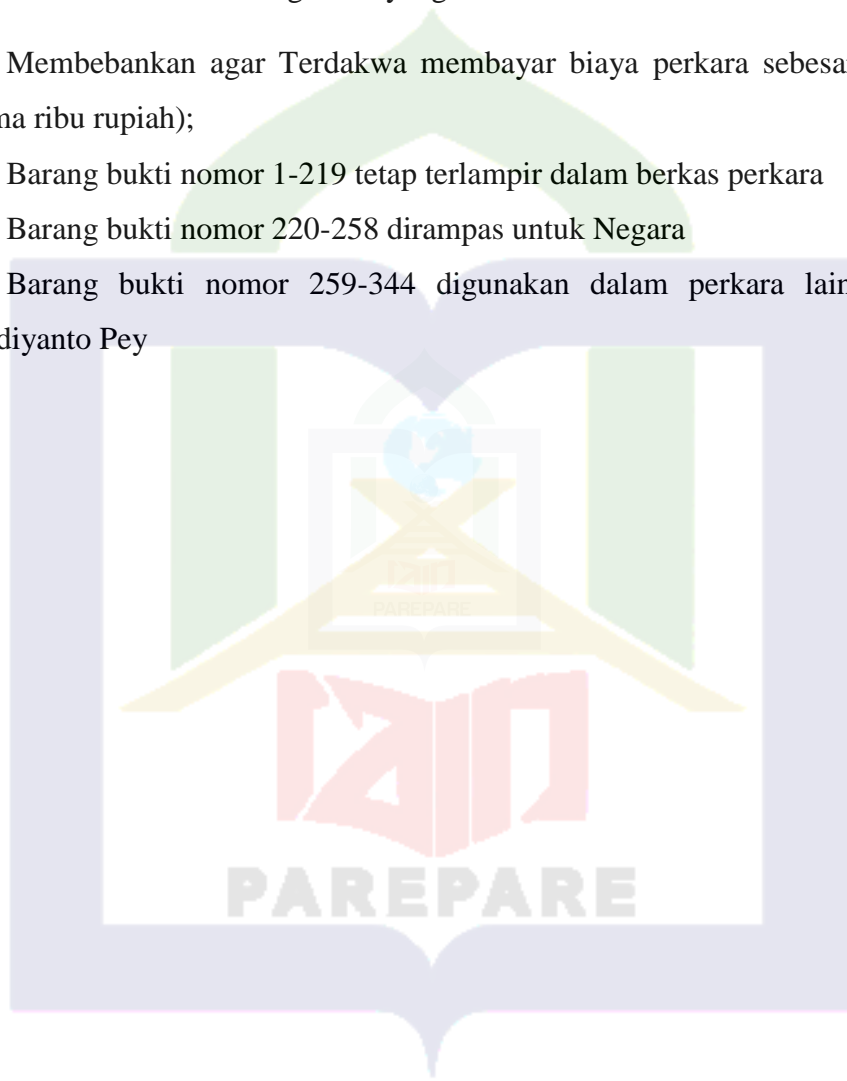 Membebankan agar Terdakwa membayar biaya perkara
ribu rupiah);
Barang bukti nomor 1-219 tetap terlampir dalam berkas perkara
Barang bukti nomor 220-258 dirampas untuk Negara
Barang bukti nomor 259-344 digunakan dalam perkara lain
diyanto Pey
PAREPARE
PAREPARE